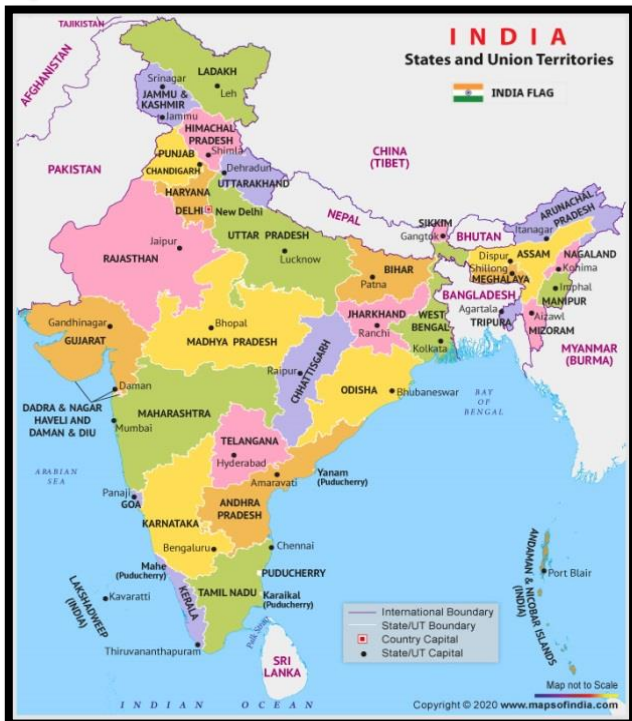 INDIA
States and Union Territories
INDIA FLAG
TAJIKISTAN
AFGHANISTAN
PAKISTAN
CHINA
(TIBET)
NEPAL
BHUTAN
BANGLADESH
MYANMAR
(BURMA)
SRI
LANKA
LADAKH
Leh
Srinagar
JAMMU &
KASHMIR
Jammu
HIMACHAL
PRADESH
Shimla
PUNJAB
CHANDIGARH
Dehradun
UTTARAKHAND
HARYANA
DELHI
New Delhi
RAJASTHAN
Jaipur
UTTAR PRADESH
Lucknow
BIHAR
Patna
SIKKIM
Gangtok
ARUNACHAL
PRADESH
Itanagar
ASSAM
Dispur
NAGALAND
Kohima
Shillong
MEGHALAYA
Imphal
MANIPUR
Agartala
TRIPURA
Aizawl
MIZORAM
Gandhinagar
GUJARAT
Bhopal
MADHYA PRADESH
JHARKHAND
Ranchi
WEST
BENGAL
Kolkata
Raipur
CHHATTISGARH
ODISHA
Bhubaneswar
BAY
OF
BENGAL
Daman
DADRA & NAGAR
HAVELI AND
DAMAN & DIU
MAHARASHTRA
Mumbai
TELANGANA
Hyderabad
ARABIAN
SEA
Amaravati
Yanam
(Puducherry)
Panaji
GOA
KARNATAKA
ANDHRA
PRADESH
Bengaluru
Chennai
Mahe
(Puducherry)
PUDUCHERRY
Karaikal
(Puducherry)
TAMIL NADU
KERALA
LAKSHADWEEP
(INDIA)
Kavaratti
Thiruvananthapuram
Palk Strait
ANDAMAN & NICOBAR ISLANDS
(INDIA)
Port Blair
INDIAN OCEAN
International Boundary
State/UT Boundary
Country Capital
State/UT Capital
Map not to Scale
Copyright © 2020 www.mapsofindia.com